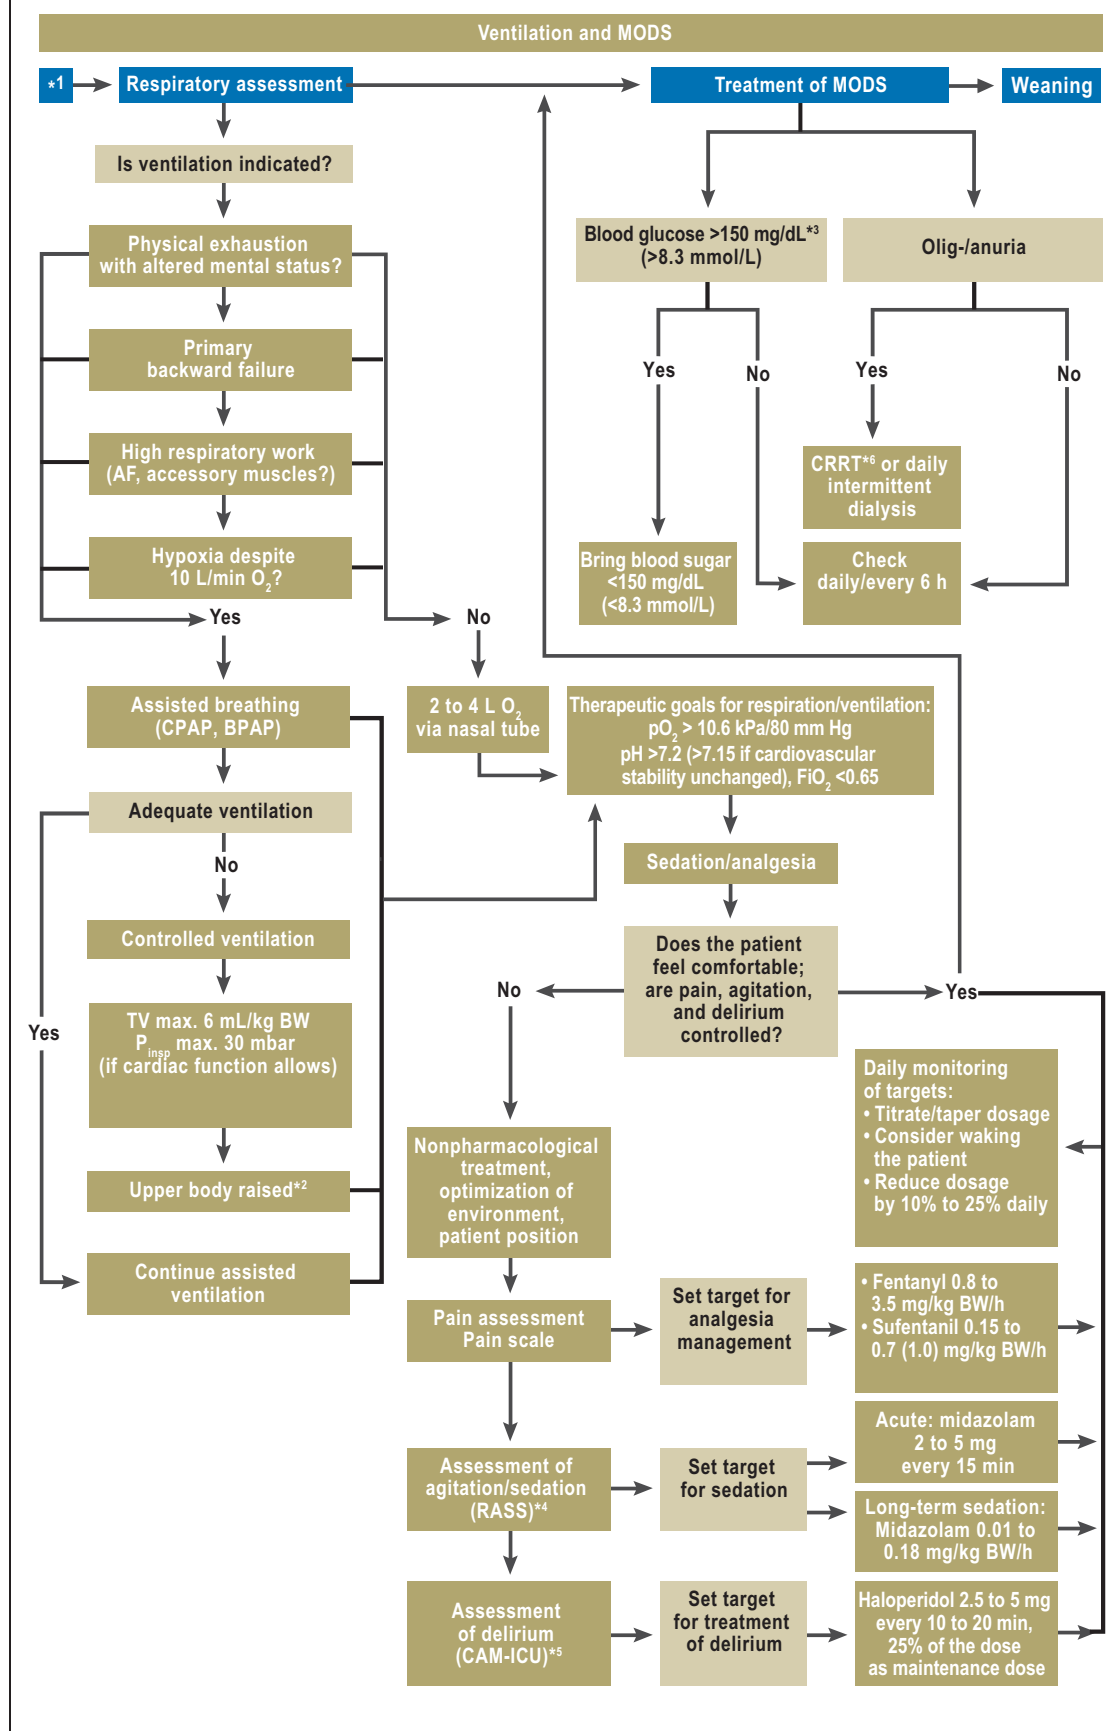 Ventilation and MODS
*1
Respiratory assessment
Treatment of MODS
Weaning
Is ventilation indicated?
Physical exhaustion
with altered mental status?
Primary
backward failure
High respiratory work
(AF, accessory muscles?)
Hypoxia despite
10 L/min O2?
Yes
No
Blood glucose >150 mg/dL*3
(>8.3 mmol/L)
Olig-/anuria
Yes
No
Yes
No
CRRT*6 or daily
intermittent
dialysis
Bring blood sugar
<150 mg/dL
(<8.3 mmol/L)
Check
daily/every 6 h
Assisted breathing
(CPAP, BPAP)
2 to 4 L O2
via nasal tube
Therapeutic goals for respiration/ventilation:
pO2 > 10.6 kPa/80 mm Hg
pH >7.2 (>7.15 if cardiovascular
stability unchanged), FiO2 <0.65
Adequate ventilation
No
Yes
Controlled ventilation
TV max. 6 mL/kg BW
Pinsp max. 30 mbar
(if cardiac function allows)
Upper body raised*2
Continue assisted
ventilation
Sedation/analgesia
Does the patient
feel comfortable;
are pain, agitation,
and delirium
controlled?
No
Yes
Daily monitoring
of targets:
• Titrate/taper dosage
• Consider waking
the patient
• Reduce dosage
by 10% to 25% daily
Nonpharmacological
treatment,
optimization of
environment,
patient position
Pain assessment
Pain scale
Set target for
analgesia
management
• Fentanyl 0.8 to
3.5 mg/kg BW/h
• Sufentanil 0.15 to
0.7 (1.0) mg/kg BW/h
Assessment of
agitation/sedation
(RASS)*4
Set target
for sedation
Acute: midazolam
2 to 5 mg
every 15 min
Long-term sedation:
Midazolam 0.01 to
0.18 mg/kg BW/h
Assessment
of delirium
(CAM-ICU)*5
Set target
for treatment
of delirium
Haloperidol 2.5 to 5 mg
every 10 to 20 min,
25% of the dose
as maintenance dose